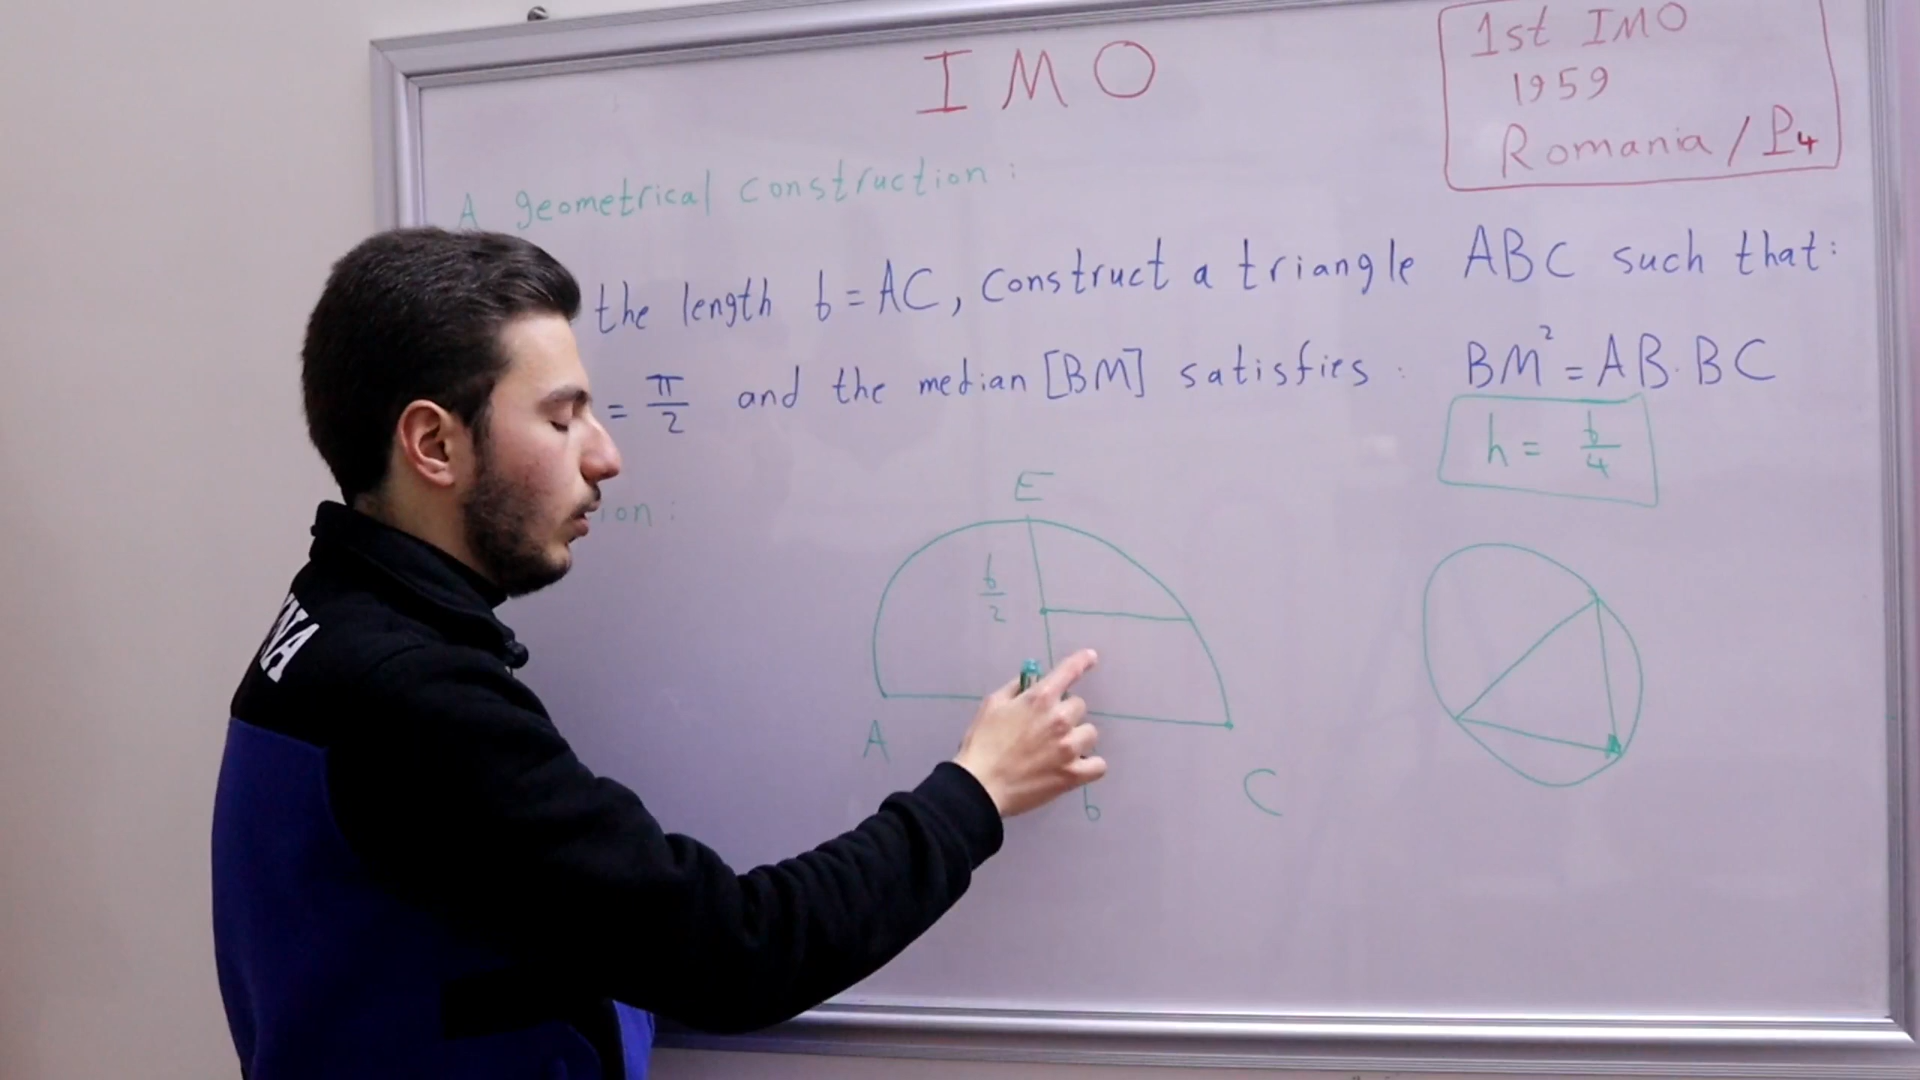 IMO
1st IMO
1959
Romania / P4
A geometrical construction :
the length b = AC, construct a triangle ABC such that :
= π/2 and the median [BM] satisfies : BM² = AB.BC
h = b/4
ion :
E
b/2
A
C
b